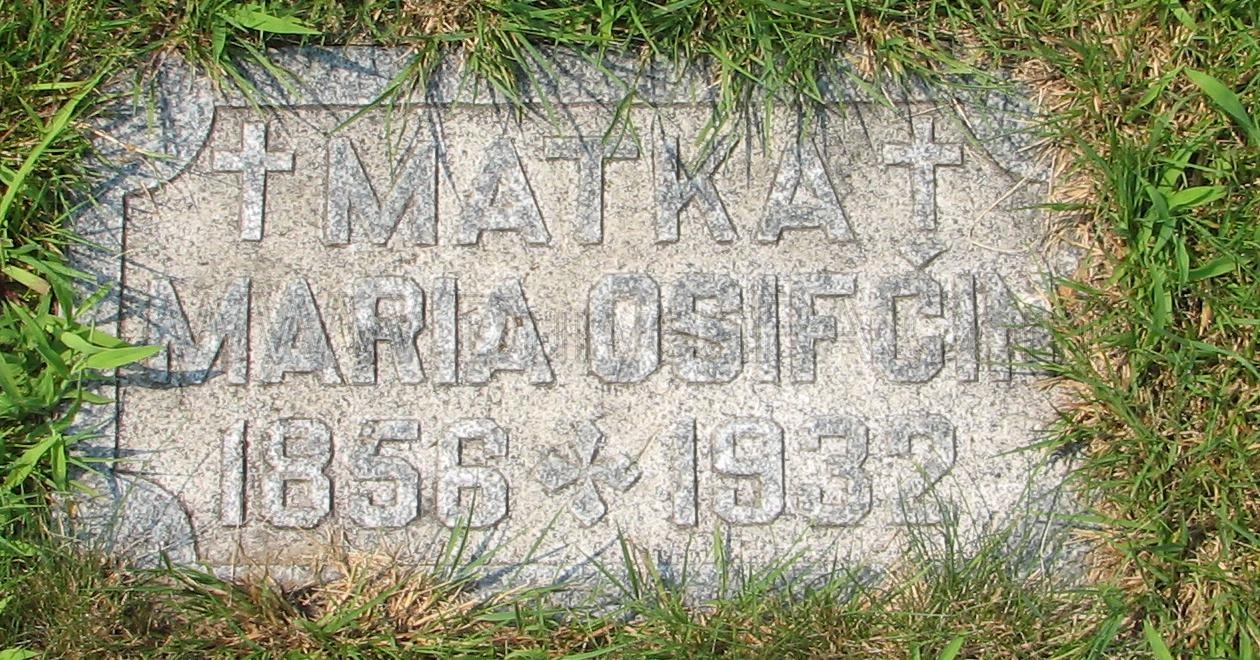 MATKA
MARIA OSIFČIN
1856 1932